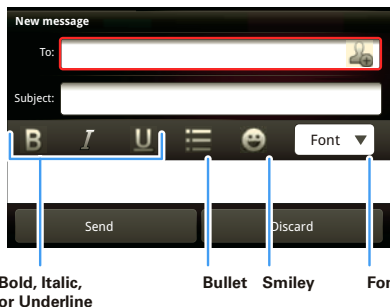 New message
To:
Subject:
B I U Font
Send Discard
Bold, Italic, Bullet Smiley
or Underline